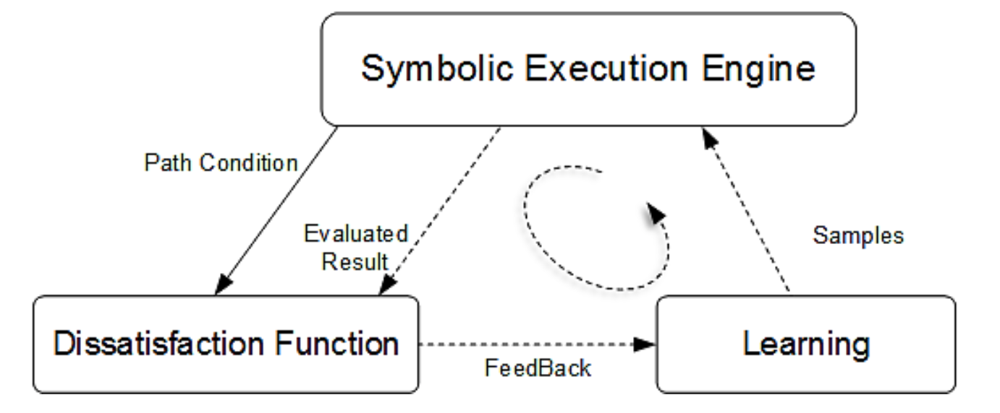 Symbolic Execution Engine
Path Condition
Evaluated
Result
Samples
Dissatisfaction Function
FeedBack
Learning